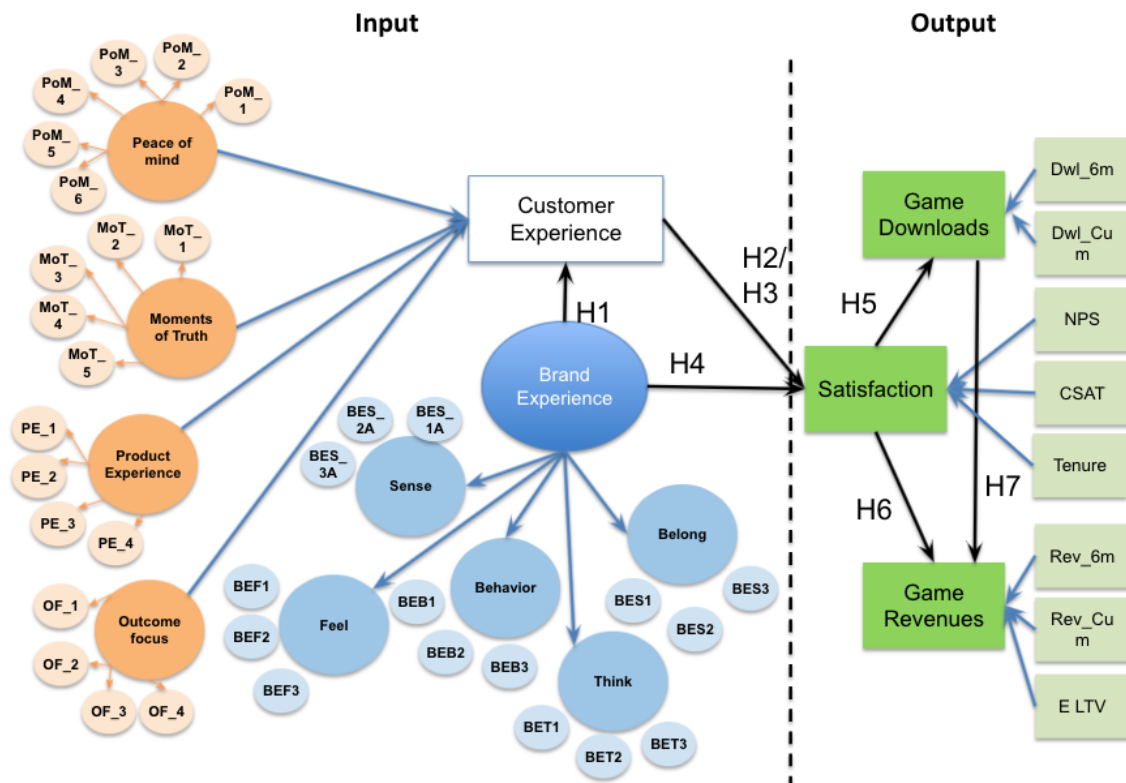 Input
Output
PoM_
3
PoM_
2
PoM_
4
PoM_
1
PoM_
5
PoM_
6
Peace of
mind
MoT_
2
MoT_
1
MoT_
3
MoT_
4
MoT_
5
Moments
of Truth
PE_1
PE_2
PE_3
PE_4
Product
Experience
OF_1
OF_2
OF_3
OF_4
Outcome
focus
Customer
Experience
H1
H2/
H3
H4
Brand
Experience
BES_
2A
BES_
1A
BES_
3A
Sense
Belong
BES1
BES2
BES3
Behavior
BEB1
BEB2
BEB3
BEF1
BEF2
BEF3
Feel
Think
BET1
BET2
BET3
Game
Downloads
Dwl_6m
Dwl_Cu
m
H5
NPS
Satisfaction
CSAT
Tenure
H6
H7
Game
Revenues
Rev_6m
Rev_Cu
m
E LTV